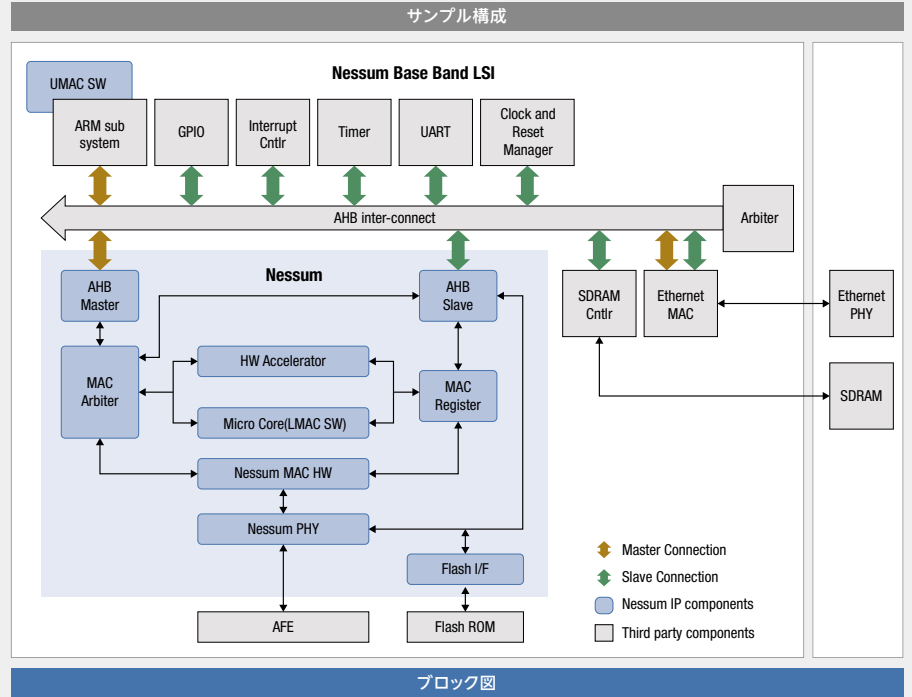 サンプル構成
Nessum Base Band LSI
UMAC SW
ARM sub
system
GPIO
Interrupt
Cntlr
Timer
UART
Clock and
Reset
Manager
AHB inter-connect
Arbiter
Nessum
AHB
Master
AHB
Slave
SDRAM
Cntlr
Ethernet
MAC
Ethernet
PHY
MAC
Arbiter
HW Accelerator
Micro Core(LMAC SW)
MAC
Register
SDRAM
Nessum MAC HW
Nessum PHY
Flash I/F
AFE
Flash ROM
Master Connection
Slave Connection
Nessum IP components
Third party components
ブロック図